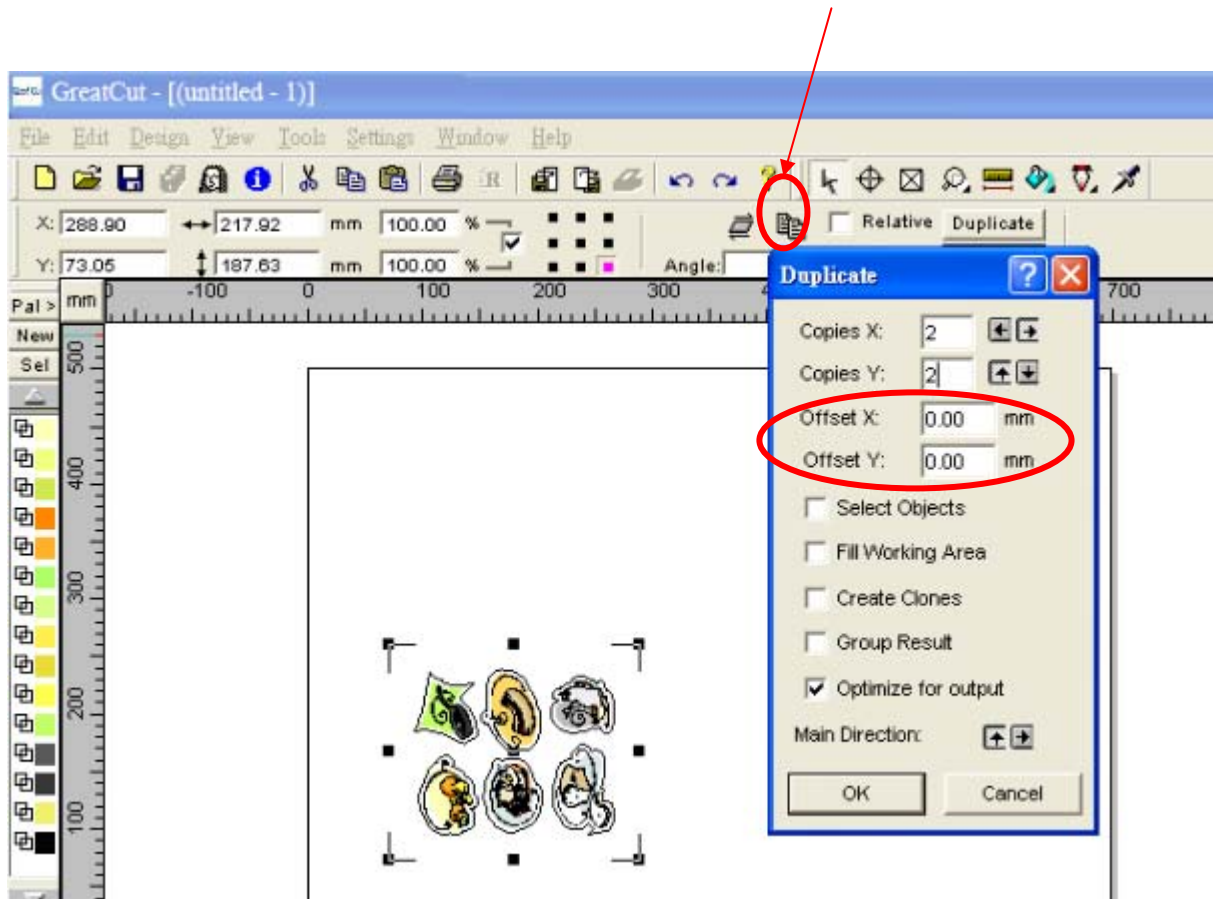 GreatCut - [(untitled - 1)]
File Edit Design View Tools Settings Window Help
X: 288.90 217.92 mm 100.00 % Relative Duplicate
Y: 73.05 187.63 mm 100.00 % Angle:
Pal > mm -100 0 100 200 300 700
New
Sel
500
400
300
200
100
Duplicate
Copies X: 2
Copies Y: 2
Offset X: 0.00 mm
Offset Y: 0.00 mm
Select Objects
Fill Working Area
Create Clones
Group Result
Optimize for output
Main Direction:
OK Cancel